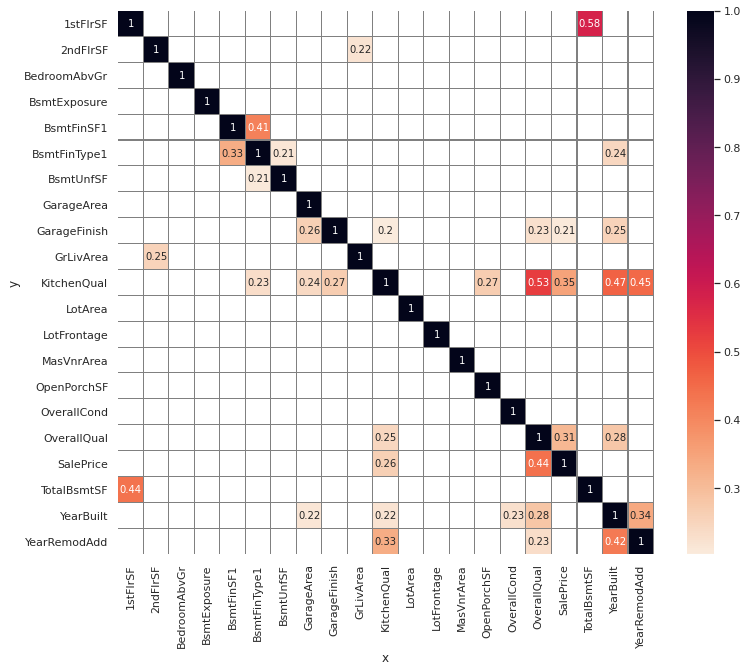 1stFlrSF 1 0.58
2ndFlrSF 1 0.22
BedroomAbvGr 1
BsmtExposure 1
BsmtFinSF1 1 0.41
BsmtFinType1 0.33 1 0.21 0.24
BsmtUnfSF 0.21 1
GarageArea 1
GarageFinish 0.26 1 0.2 0.23 0.21 0.25
GrLivArea 0.25 1
KitchenQual 0.23 0.24 0.27 1 0.27 0.53 0.35 0.47 0.45
LotArea 1
LotFrontage 1
MasVnrArea 1
OpenPorchSF 1
OverallCond 1
OverallQual 0.25 1 0.31 0.28
SalePrice 0.26 0.44 1
TotalBsmtSF 0.44 1
YearBuilt 0.22 0.22 0.23 0.28 1 0.34
YearRemodAdd 0.33 0.23 0.42 1
y
1stFlrSF
2ndFlrSF
BedroomAbvGr
BsmtExposure
BsmtFinSF1
BsmtFinType1
BsmtUnfSF
GarageArea
GarageFinish
GrLivArea
KitchenQual
LotArea
LotFrontage
MasVnrArea
OpenPorchSF
OverallCond
OverallQual
SalePrice
TotalBsmtSF
YearBuilt
YearRemodAdd
x
1.0
0.9
0.8
0.7
0.6
0.5
0.4
0.3